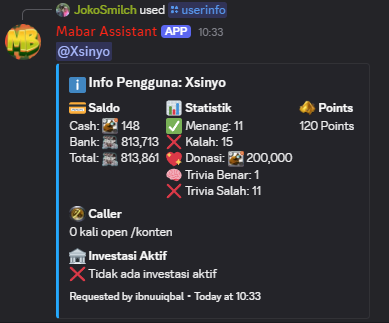 JokoSmilch used userinfo
MB
Mabar Assistant APP 10:33
@Xsinyo
Info Pengguna: Xsinyo
Saldo
Cash: 148
Bank: 813,713
Total: 813,861
Statistik
Menang: 11
Kalah: 15
Donasi: 200,000
Trivia Benar: 1
Trivia Salah: 11
Points
120 Points
Caller
0 kali open /konten
Investasi Aktif
Tidak ada investasi aktif
Requested by ibnuuiqbal • Today at 10:33